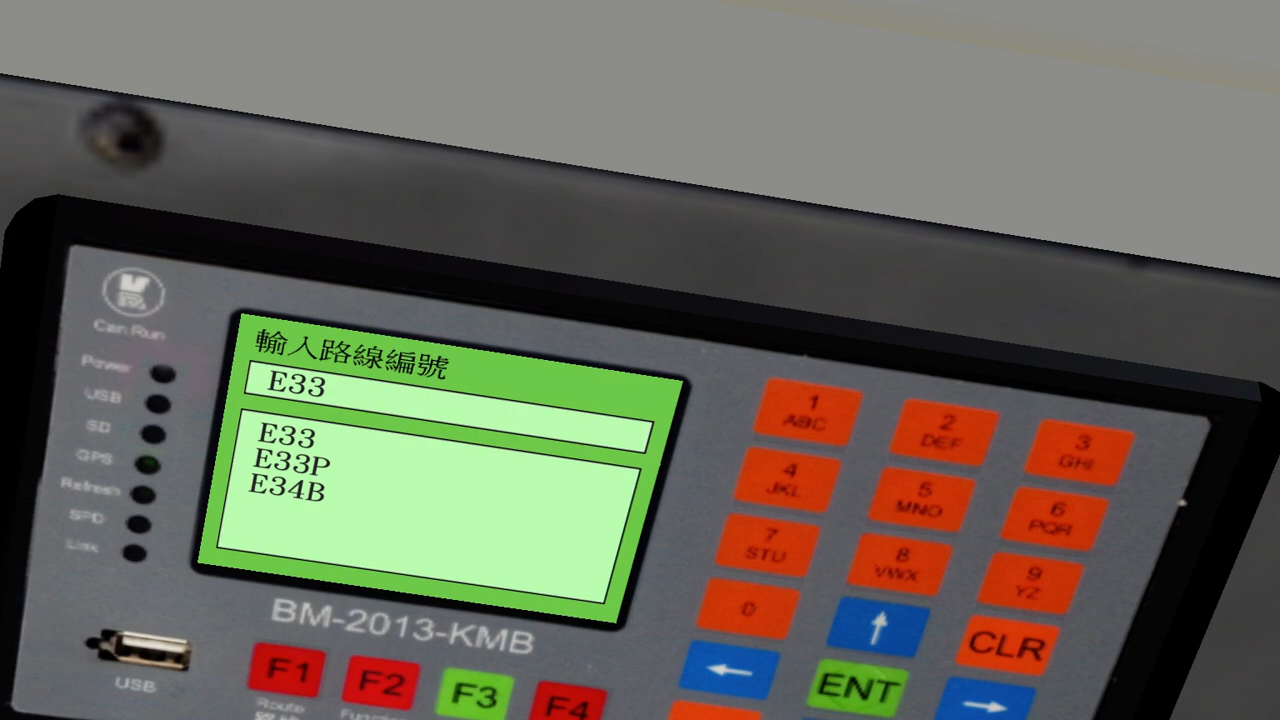 Can Run
輸入路線編號
E33
E33
E33P
E34B
Power
USB
SD
GPS
Refresh
SPD
Link
BM-2013-KMB
USB
F1
F2
F3
F4
Route
1
ABC
2
DEF
3
GHI
4
JKL
5
MNO
6
PQR
7
STU
8
VWX
9
YZ
0
↑
CLR
←
ENT
→